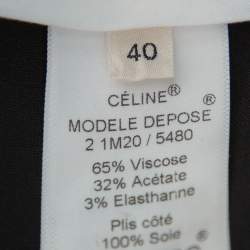 40
CÉLINE®
MODELE DEPOSE
2 1M20 / 5480
65% Viscose
32% Acétate
3% Elasthanne
Plis côté
100% Soie